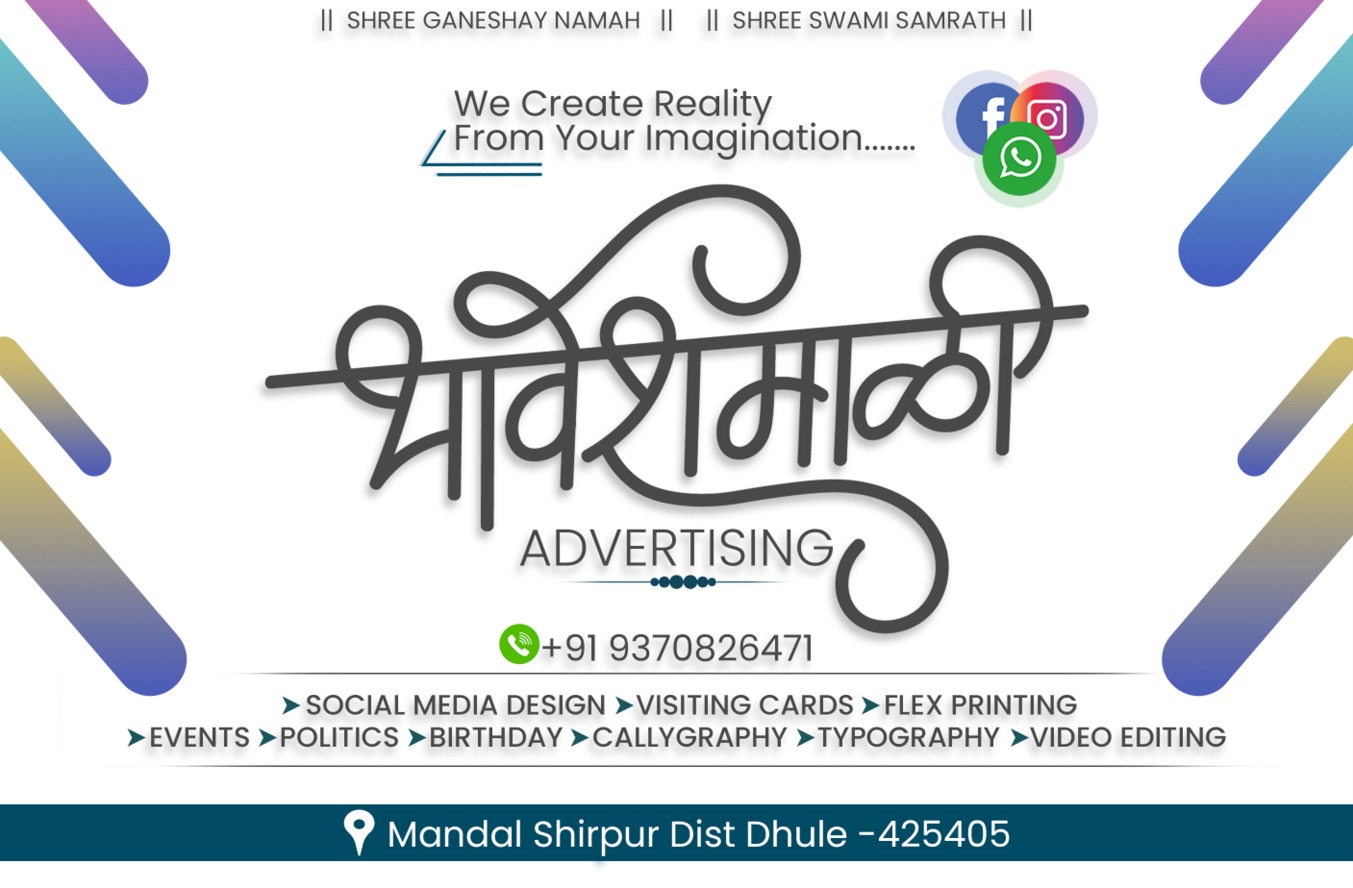 || SHREE GANESHAY NAMAH || || SHREE SWAMI SAMRATH ||
We Create Reality
From Your Imagination.......
भावेश माळी
ADVERTISING
+91 9370826471
➤SOCIAL MEDIA DESIGN ➤VISITING CARDS ➤FLEX PRINTING
➤EVENTS ➤POLITICS ➤BIRTHDAY ➤CALLYGRAPHY ➤TYPOGRAPHY ➤VIDEO EDITING
Mandal Shirpur Dist Dhule -425405